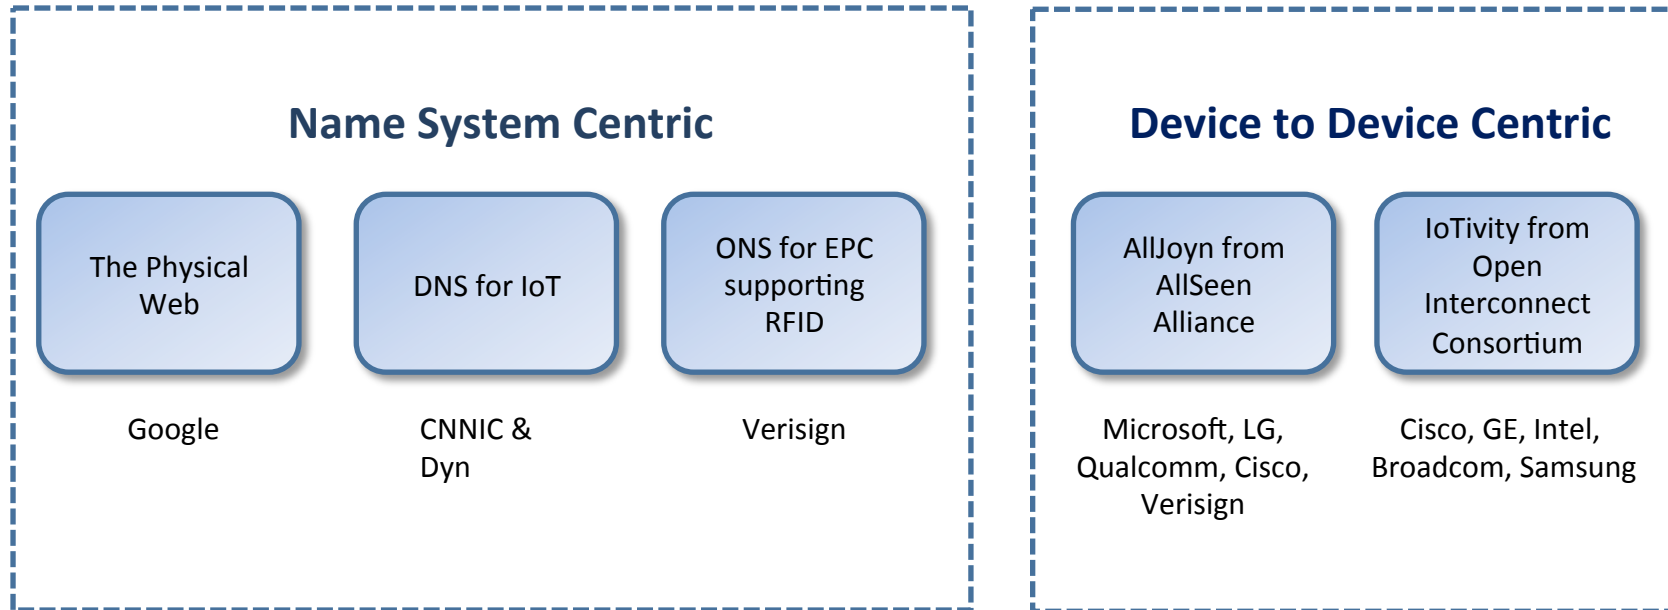 Name System Centric
The Physical
Web
DNS for IoT
ONS for EPC
supporting
RFID
Google
CNNIC &
Dyn
Verisign
Device to Device Centric
AllJoyn from
AllSeen
Alliance
IoTivity from
Open
Interconnect
Consortium
Microsoft, LG,
Qualcomm, Cisco,
Verisign
Cisco, GE, Intel,
Broadcom, Samsung